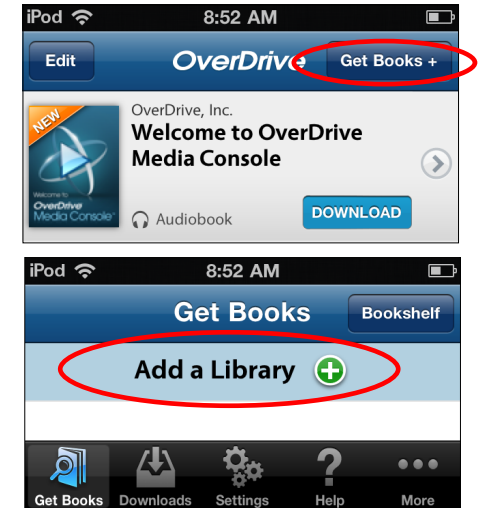 iPod 8:52 AM
Edit OverDrive Get Books +
NEW
OverDrive, Inc.
Welcome to OverDrive
Media Console
Welcome to
OverDrive
Media Console
Audiobook DOWNLOAD
iPod 8:52 AM
Get Books Bookshelf
Add a Library
Get Books Downloads Settings Help More